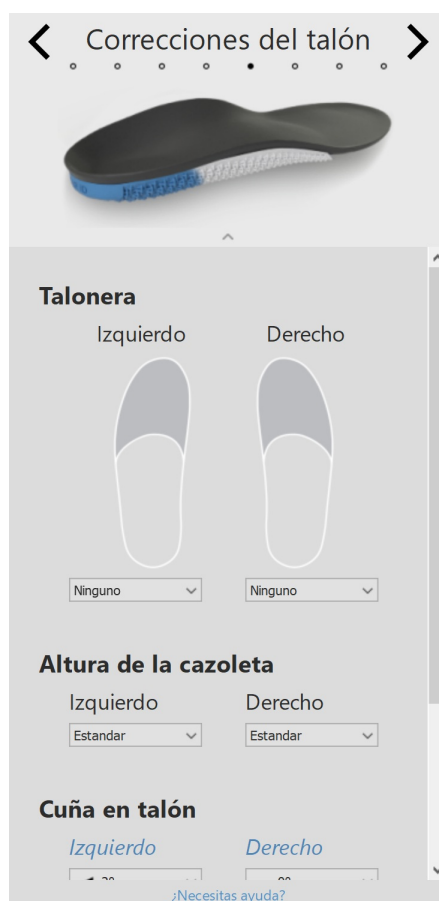 Correcciones del talón
Talonera
Izquierdo Derecho
Ninguno Ninguno
Altura de la cazoleta
Izquierdo Derecho
Estandar Estandar
Cuña en talón
Izquierdo Derecho
¿Necesitas ayuda?